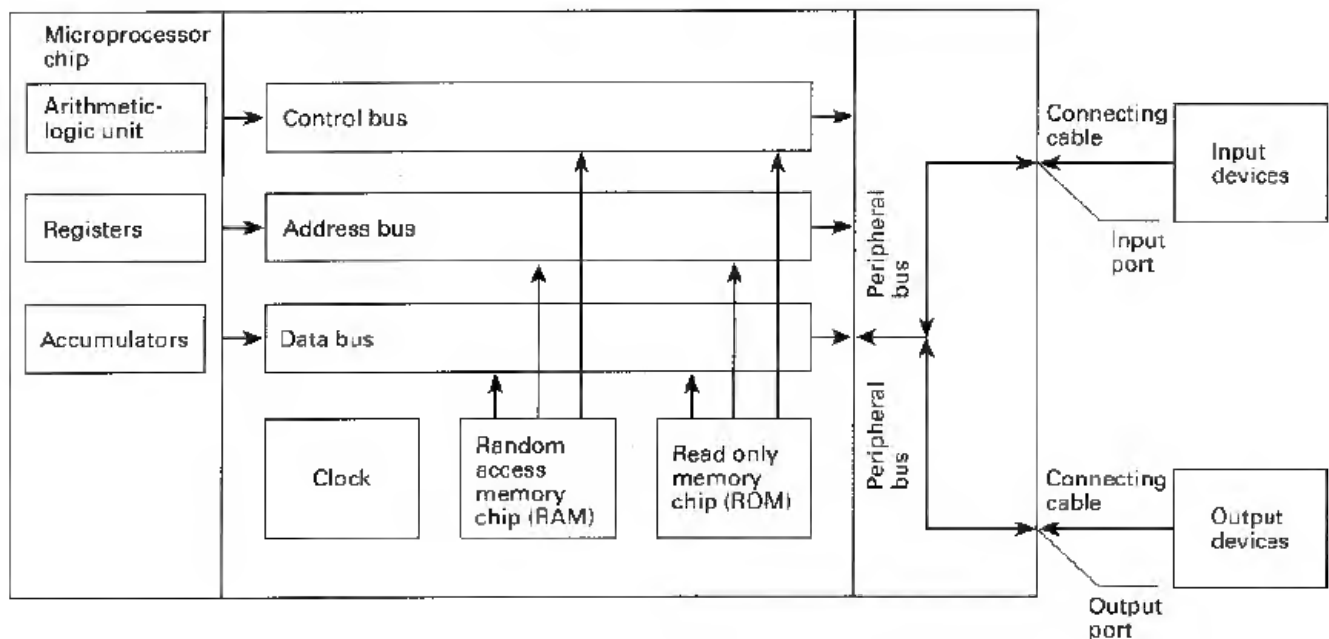 Microprocessor
chip
Arithmetic-
logic unit
Registers
Accumulators
Control bus
Address bus
Data bus
Clock
Random
access
memory
chip (RAM)
Read only
memory
chip (ROM)
Peripheral
bus
Peripheral
bus
Connecting
cable
Input
devices
Input
port
Connecting
cable
Output
devices
Output
port